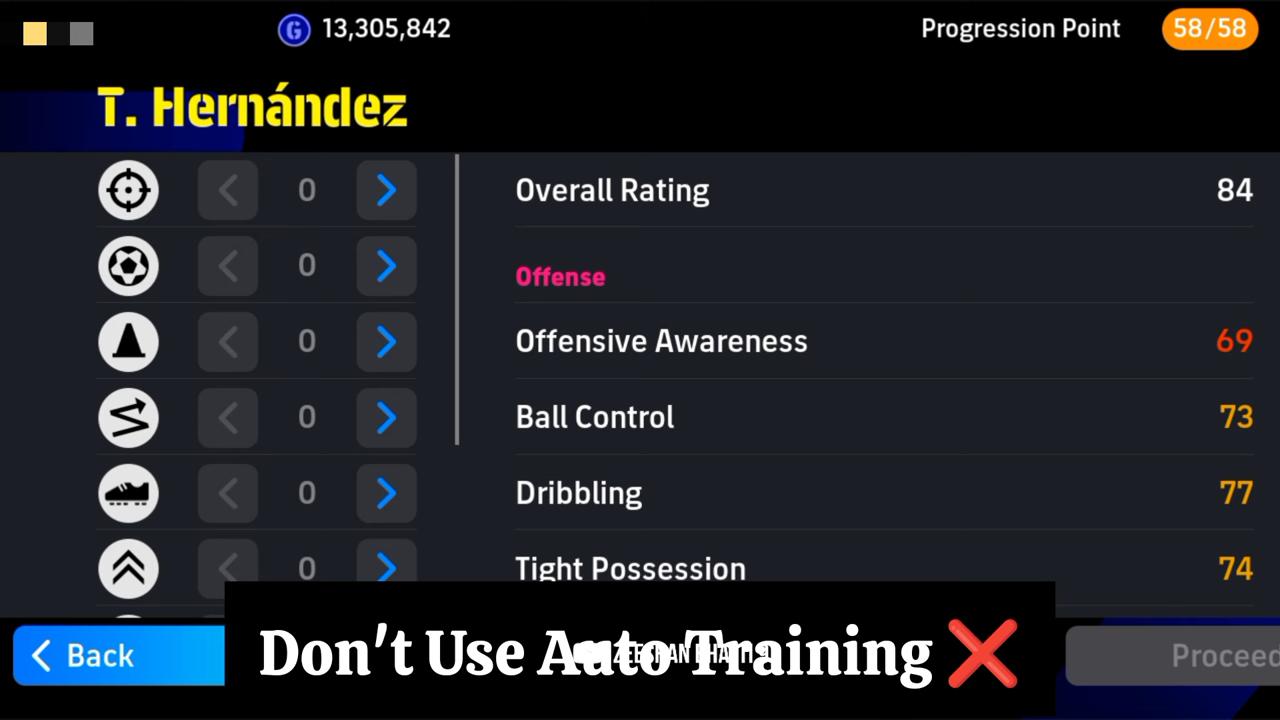 13,305,842
Progression Point 58/58
T. Hernández
0
Overall Rating 84
0
Offense
0
Offensive Awareness 69
0
Ball Control 73
0
Dribbling 77
0
Tight Possession 74
Back
Don't Use Auto Training ❌
Proceed